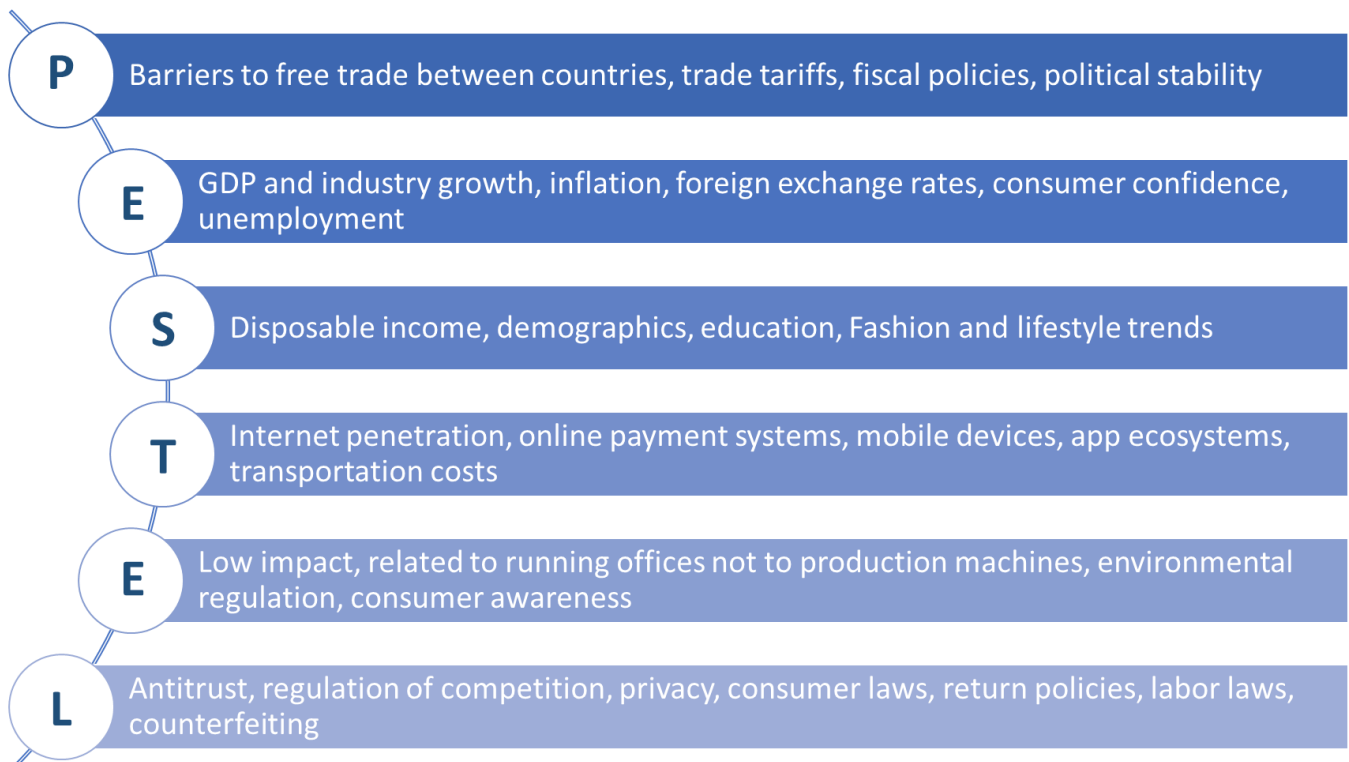 P
Barriers to free trade between countries, trade tariffs, fiscal policies, political stability
E
GDP and industry growth, inflation, foreign exchange rates, consumer confidence,
unemployment
S
Disposable income, demographics, education, Fashion and lifestyle trends
T
Internet penetration, online payment systems, mobile devices, app ecosystems,
transportation costs
E
Low impact, related to running offices not to production machines, environmental
regulation, consumer awareness
L
Antitrust, regulation of competition, privacy, consumer laws, return policies, labor laws,
counterfeiting